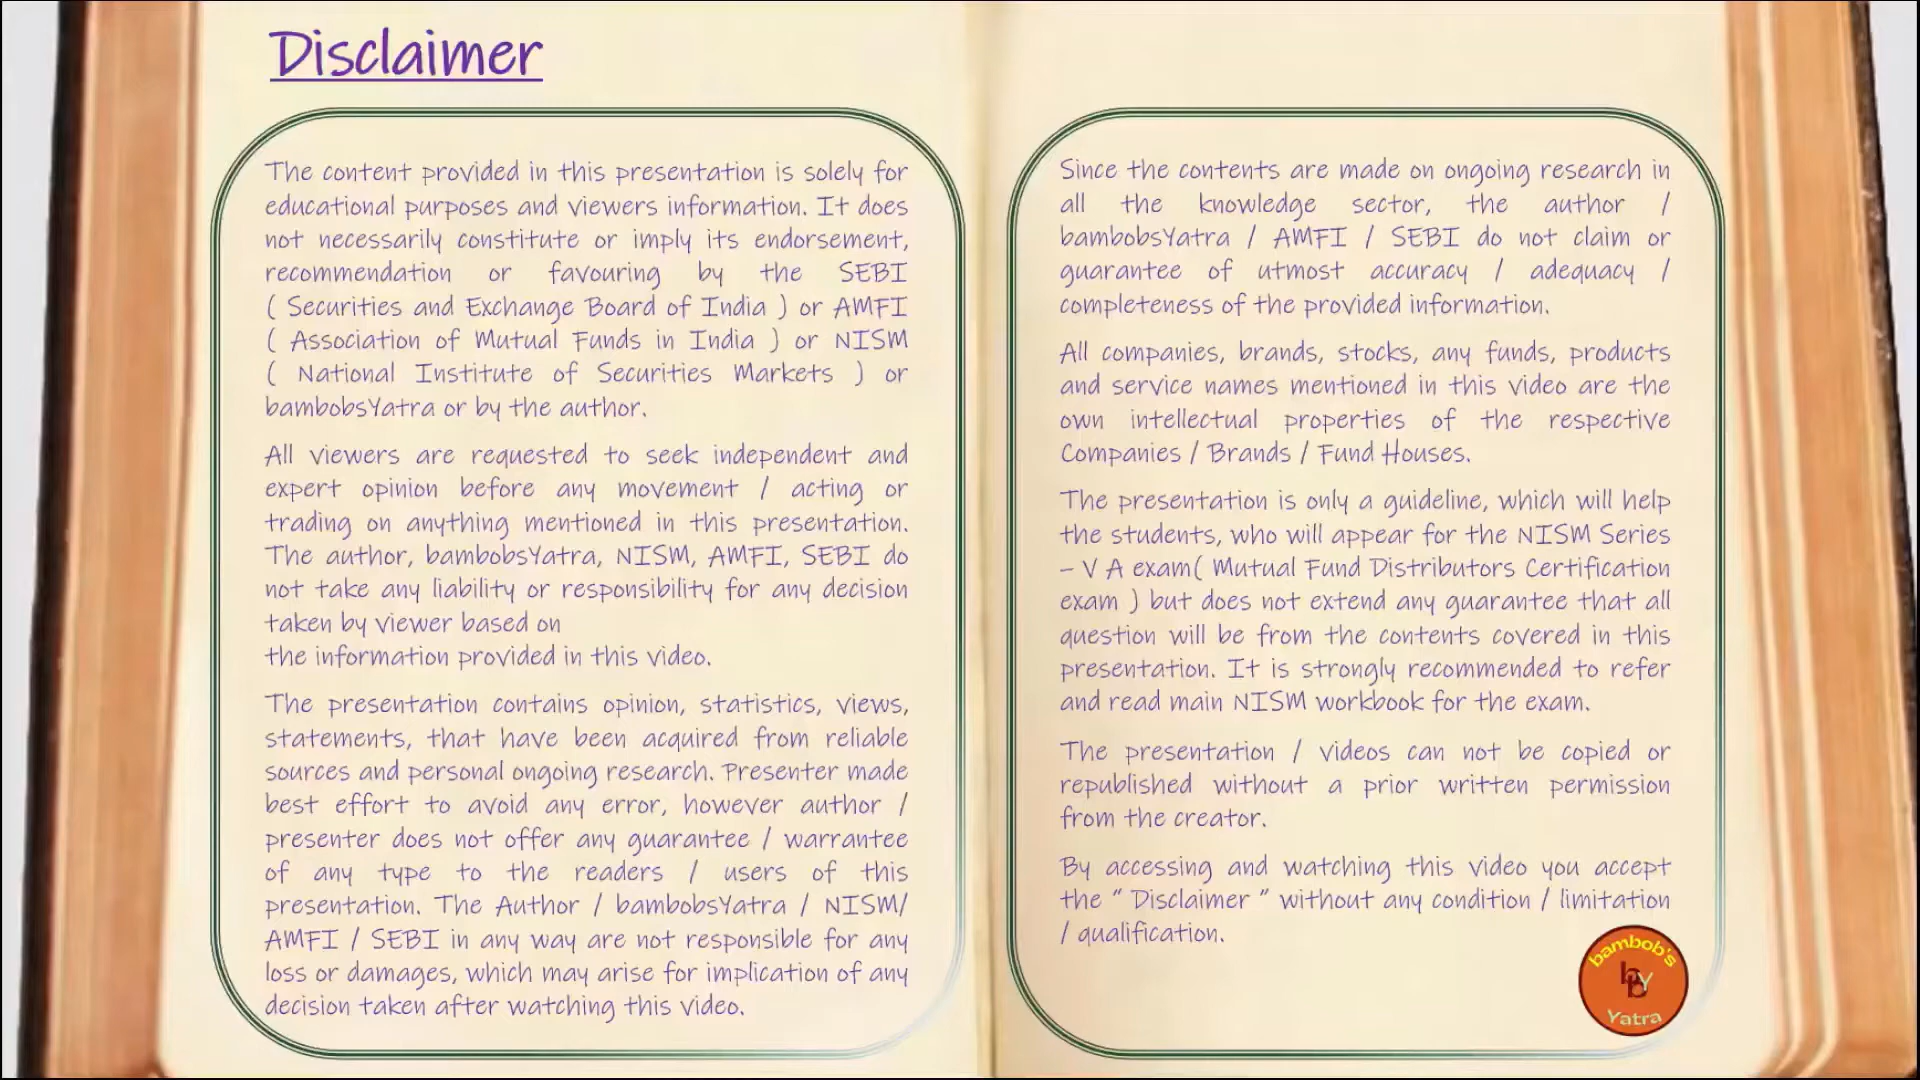 Disclaimer
The content provided in this presentation is solely for
educational purposes and viewers information. It does
not necessarily constitute or imply its endorsement,
recommendation or favouring by the SEBI
( Securities and Exchange Board of India ) or AMFI
( Association of Mutual Funds in India ) or NISM
( National Institute of Securities Markets ) or
bambobsYatra or by the author.
All viewers are requested to seek independent and
expert opinion before any movement / acting or
trading on anything mentioned in this presentation.
The author, bambobsYatra, NISM, AMFI, SEBI do
not take any liability or responsibility for any decision
taken by viewer based on
the information provided in this video.
The presentation contains opinion, statistics, views,
statements, that have been acquired from reliable
sources and personal ongoing research. Presenter made
best effort to avoid any error, however author /
presenter does not offer any guarantee / warrantee
of any type to the readers / users of this
presentation. The Author / bambobsYatra / NISM/
AMFI / SEBI in any way are not responsible for any
loss or damages, which may arise for implication of any
decision taken after watching this video.
Since the contents are made on ongoing research in
all the knowledge sector, the author /
bambobsYatra / AMFI / SEBI do not claim or
guarantee of utmost accuracy / adequacy /
completeness of the provided information.
All companies, brands, stocks, any funds, products
and service names mentioned in this video are the
own intellectual properties of the respective
Companies / Brands / Fund Houses.
The presentation is only a guideline, which will help
the students, who will appear for the NISM Series
– V A exam( Mutual Fund Distributors Certification
exam ) but does not extend any guarantee that all
question will be from the contents covered in this
presentation. It is strongly recommended to refer
and read main NISM workbook for the exam.
The presentation / videos can not be copied or
republished without a prior written permission
from the creator.
By accessing and watching this video you accept
the “ Disclaimer ” without any condition / limitation
/ qualification.
bambob's
bbY
Yatra